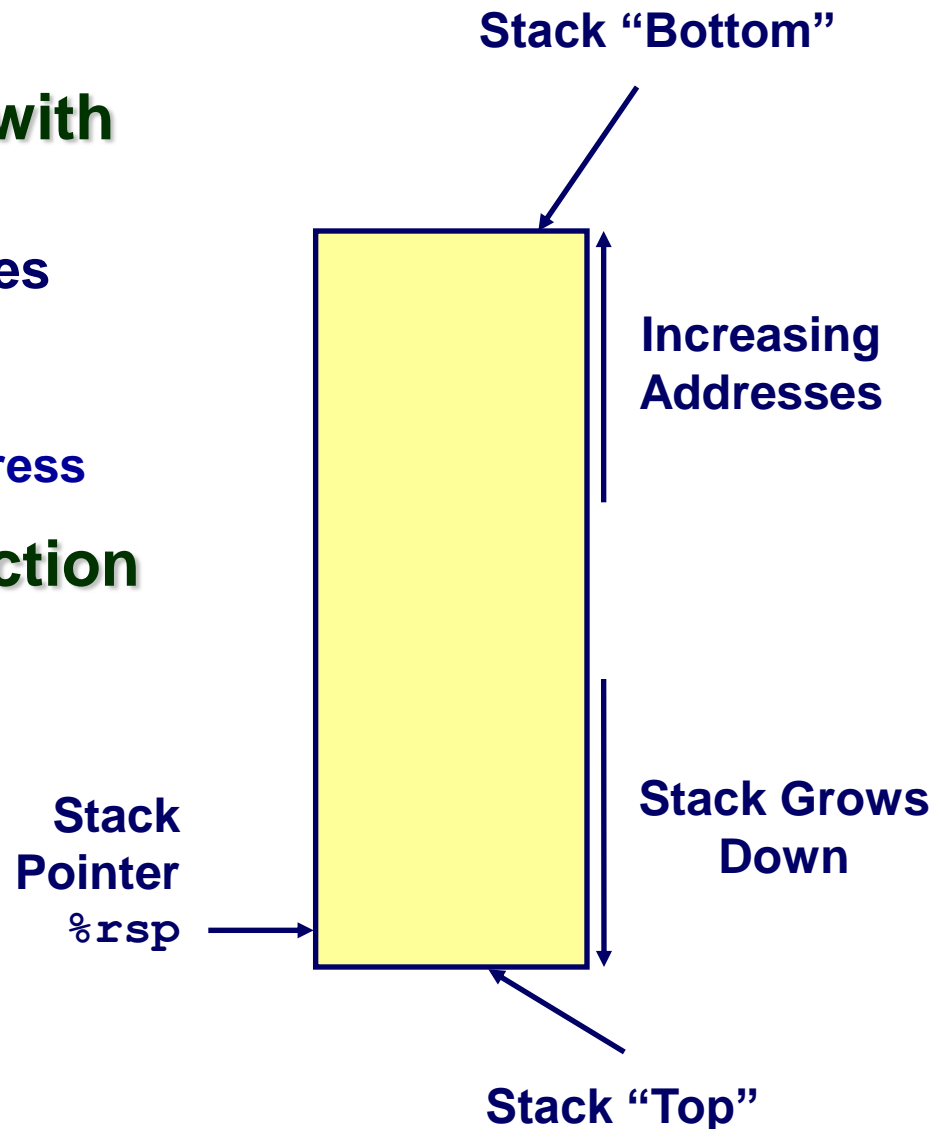 Stack “Bottom”
with
es
Increasing
Addresses
ress
ction
Stack
Pointer
%rsp
Stack Grows
Down
Stack “Top”